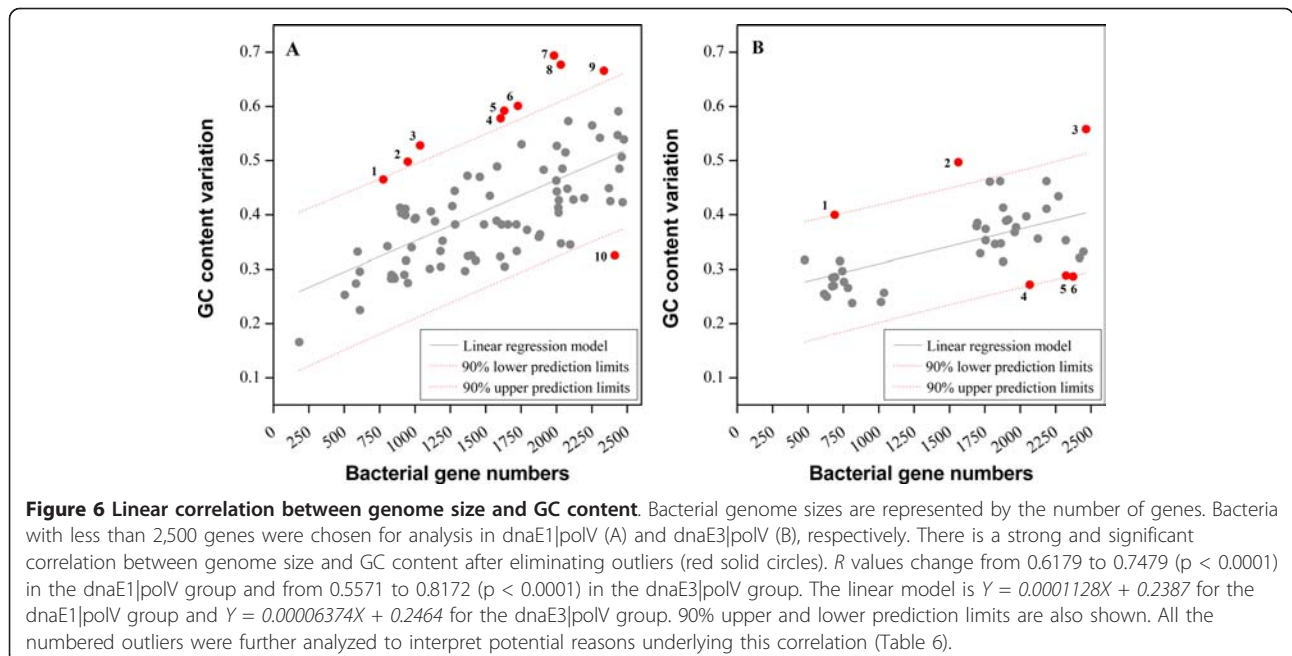 A
B
GC content variation
0.7
0.6
0.5
0.4
0.3
0.2
0.1
1
2
3
4
5
6
7
8
9
10
Linear regression model
90% lower prediction limits
90% upper prediction limits
0
250
500
750
1000
1250
1500
1750
2000
2250
2500
Bacterial gene numbers
GC content variation
0.7
0.6
0.5
0.4
0.3
0.2
0.1
1
2
3
4
5
6
Linear regression model
90% lower prediction limits
90% upper prediction limits
0
250
500
750
1000
1250
1500
1750
2000
2250
2500
Bacterial gene numbers
Figure 6 Linear correlation between genome size and GC content. Bacterial genome sizes are represented by the number of genes. Bacteria
with less than 2,500 genes were chosen for analysis in dnaE1|polV (A) and dnaE3|polV (B), respectively. There is a strong and significant
correlation between genome size and GC content after eliminating outliers (red solid circles). R values change from 0.6179 to 0.7479 (p < 0.0001)
in the dnaE1|polV group and from 0.5571 to 0.8172 (p < 0.0001) in the dnaE3|polV group. The linear model is Y = 0.0001128X + 0.2387 for the
dnaE1|polV group and Y = 0.00006374X + 0.2464 for the dnaE3|polV group. 90% upper and lower prediction limits are also shown. All the
numbered outliers were further analyzed to interpret potential reasons underlying this correlation (Table 6).